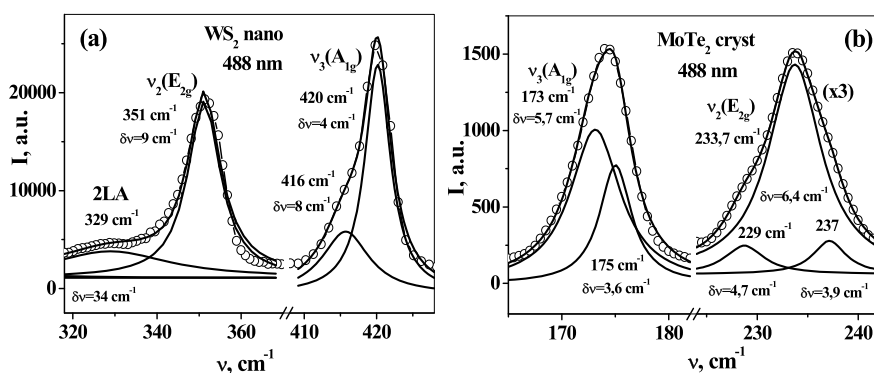 (a)
WS2 nano
488 nm
ν2(E2g)
351 cm-1
δν=9 cm-1
ν3(A1g)
420 cm-1
δν=4 cm-1
416 cm-1
δν=8 cm-1
2LA
329 cm-1
δν=34 cm-1
I, a.u.
20000
10000
0
320 340 360 410 420
ν, cm-1
(b)
MoTe2 cryst
488 nm
ν3(A1g)
173 cm-1
δν=5,7 cm-1
(x3)
ν2(E2g)
233,7 cm-1
δν=6,4 cm-1
229 cm-1
237
175 cm-1
δν=3,6 cm-1
δν=4,7 cm-1
δν=3,9 cm-1
I, a.u.
1500
1000
500
0
170 180 230 240
ν, cm-1